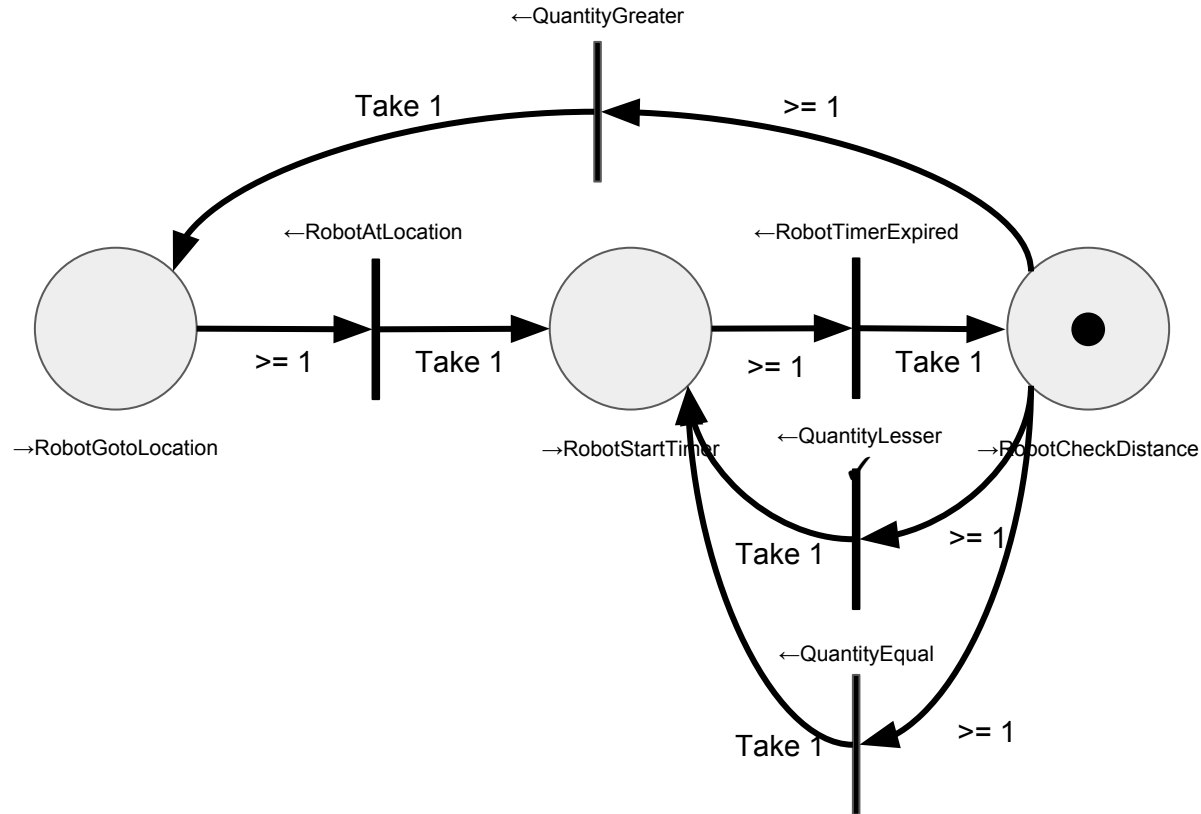 ←QuantityGreater
Take 1
>= 1
←RobotAtLocation
←RobotTimerExpired
>= 1
Take 1
>= 1
Take 1
→RobotGotoLocation
→RobotStartTimer
←QuantityLesser
→RobotCheckDistance
Take 1
>= 1
←QuantityEqual
Take 1
>= 1